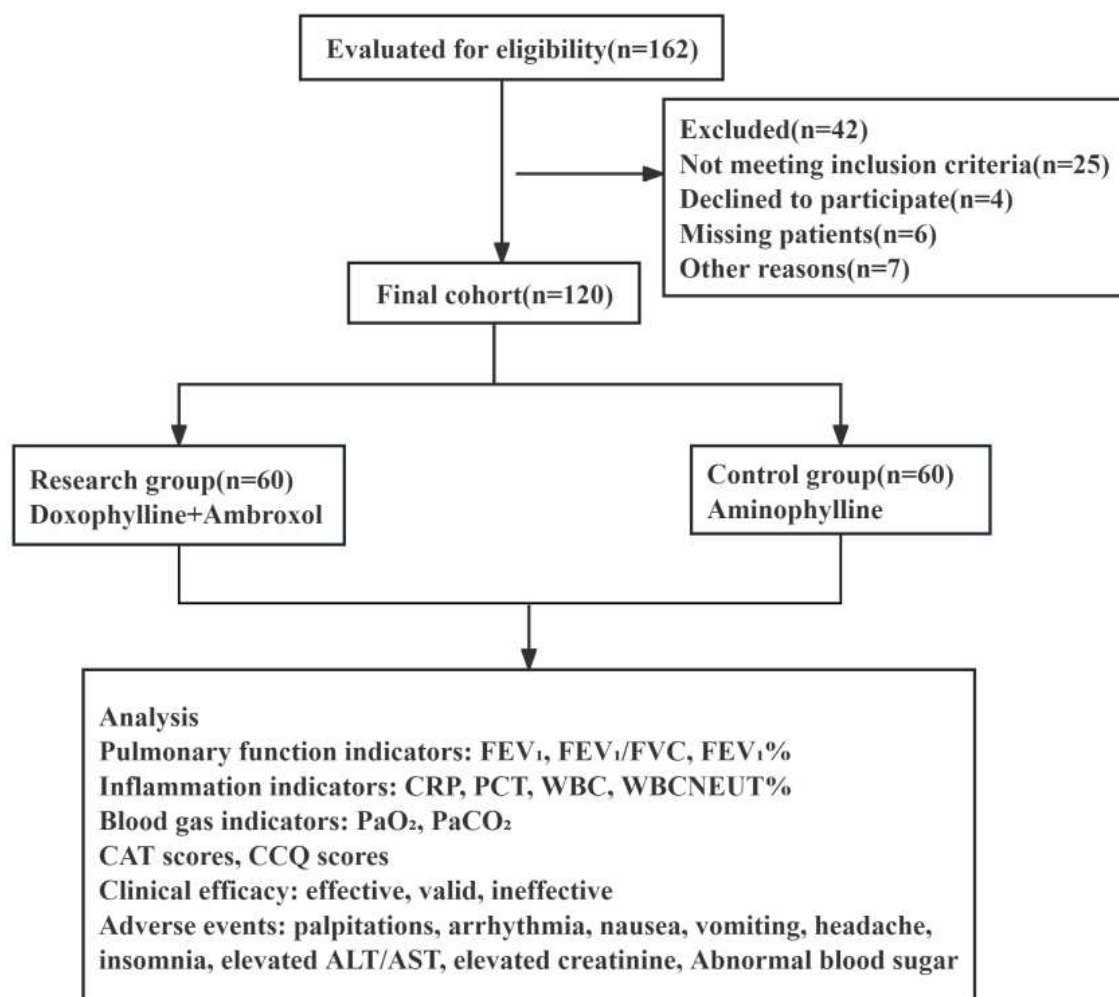 Evaluated for eligibility(n=162)
Excluded(n=42)
Not meeting inclusion criteria(n=25)
Declined to participate(n=4)
Missing patients(n=6)
Other reasons(n=7)
Final cohort(n=120)
Research group(n=60)
Doxophylline+Ambroxol
Control group(n=60)
Aminophylline
Analysis
Pulmonary function indicators: FEV₁, FEV₁/FVC, FEV₁%
Inflammation indicators: CRP, PCT, WBC, WBCNEUT%
Blood gas indicators: PaO₂, PaCO₂
CAT scores, CCQ scores
Clinical efficacy: effective, valid, ineffective
Adverse events: palpitations, arrhythmia, nausea, vomiting, headache,
insomnia, elevated ALT/AST, elevated creatinine, Abnormal blood sugar